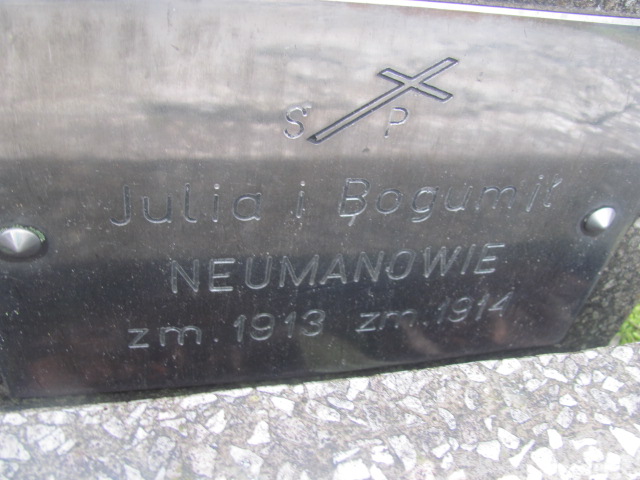 Ś P
Julia i Bogumił
NEUMANOWIE
zm. 1913 zm. 1914